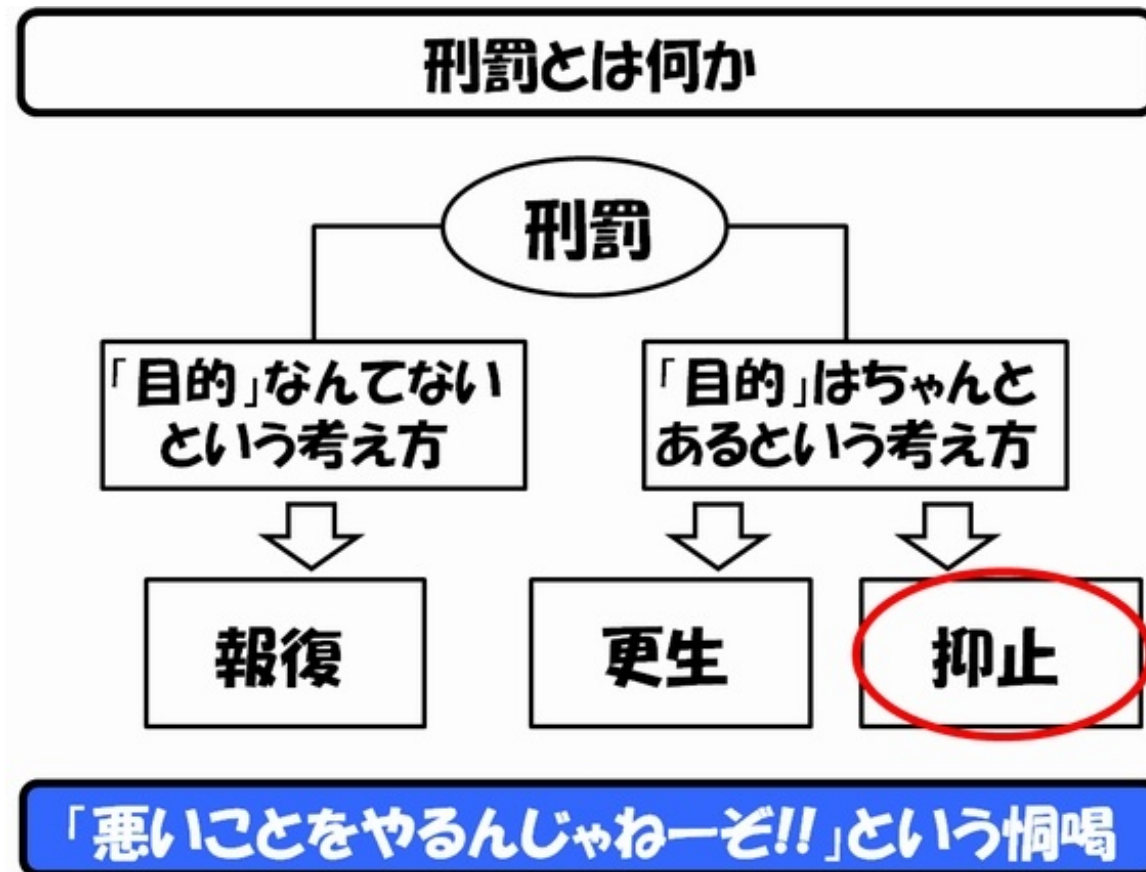 刑罰とは何か
刑罰
「目的」なんてない
という考え方
「目的」はちゃんと
あるという考え方
報復
更生
抑止
「悪いことをやるんじゃねーぞ!!」という恫喝